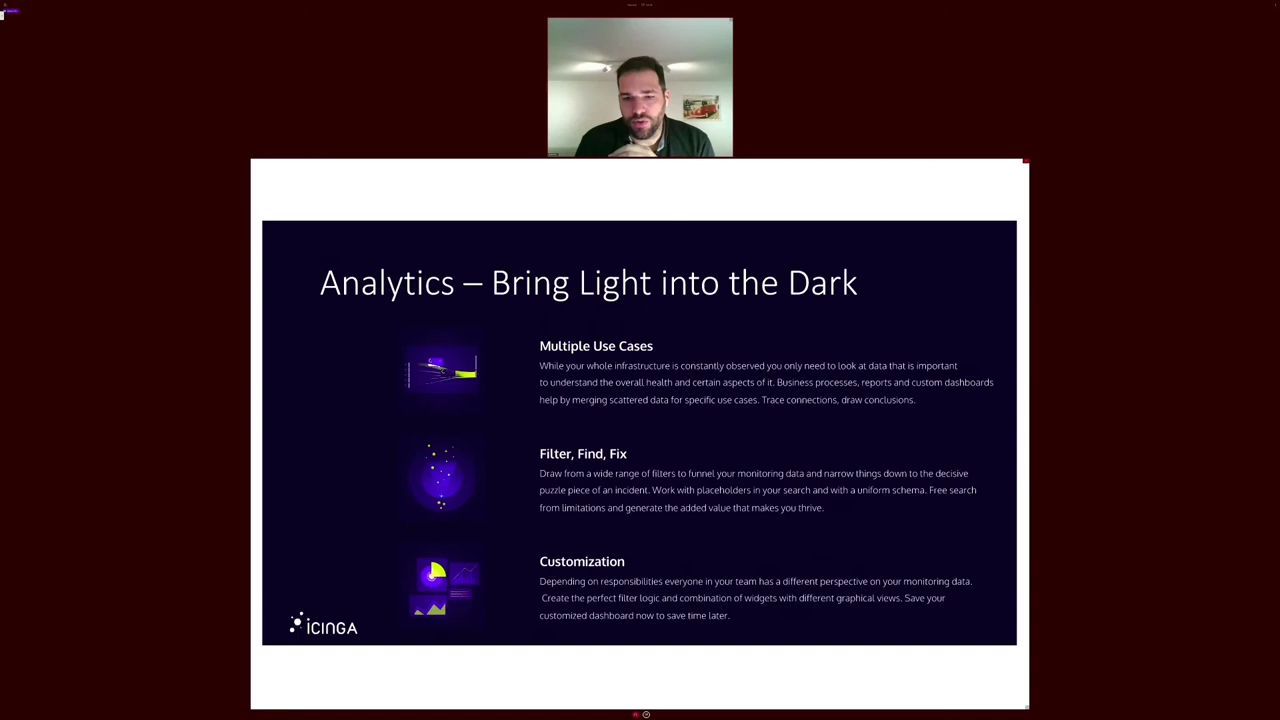 Analytics – Bring Light into the Dark
Multiple Use Cases
While your whole infrastructure is constantly observed you only need to look at data that is important
to understand the overall health and certain aspects of it. Business processes, reports and custom dashboards
help by merging scattered data for specific use cases. Trace connections, draw conclusions.
Filter, Find, Fix
Draw from a wide range of filters to funnel your monitoring data and narrow things down to the decisive
puzzle piece of an incident. Work with placeholders in your search and with a uniform schema. Free search
from limitations and generate the added value that makes you thrive.
Customization
Depending on responsibilities everyone in your team has a different perspective on your monitoring data.
Create the perfect filter logic and combination of widgets with different graphical views. Save your
customized dashboard now to save time later.
ICINGA